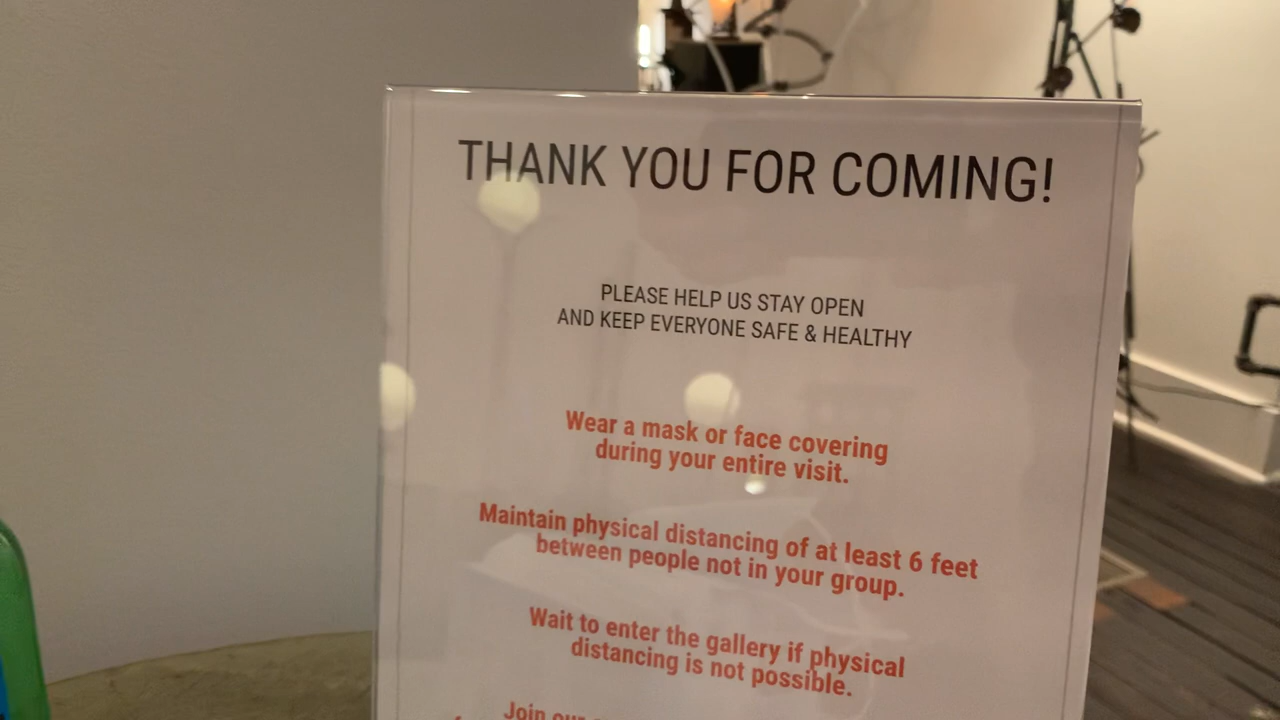 THANK YOU FOR COMING!
PLEASE HELP US STAY OPEN
AND KEEP EVERYONE SAFE & HEALTHY
Wear a mask or face covering
during your entire visit.
Maintain physical distancing of at least 6 feet
between people not in your group.
Wait to enter the gallery if physical
distancing is not possible.
Join our